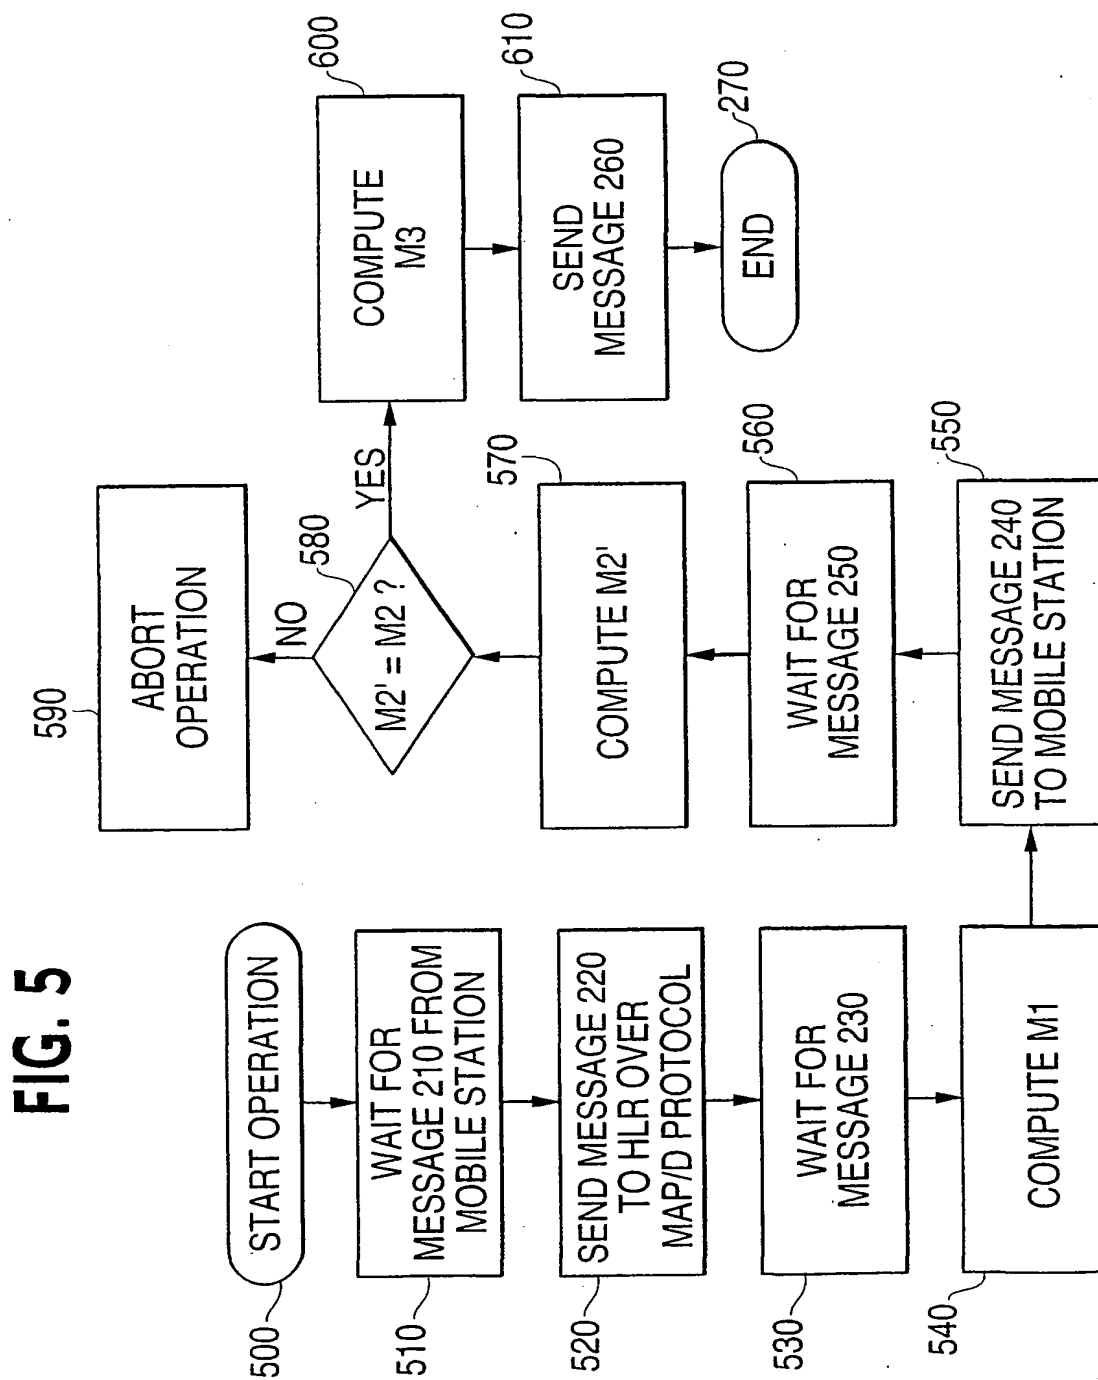 FIG. 5
500
START OPERATION
510
WAIT FOR
MESSAGE 210 FROM
MOBILE STATION
520
SEND MESSAGE 220
TO HLR OVER
MAP/D PROTOCOL
530
WAIT FOR
MESSAGE 230
540
COMPUTE M1
550
SEND MESSAGE 240
TO MOBILE STATION
560
WAIT FOR
MESSAGE 250
570
COMPUTE M2'
580
M2' = M2 ?
NO
YES
590
ABORT
OPERATION
600
COMPUTE
M3
610
SEND
MESSAGE 260
270
END